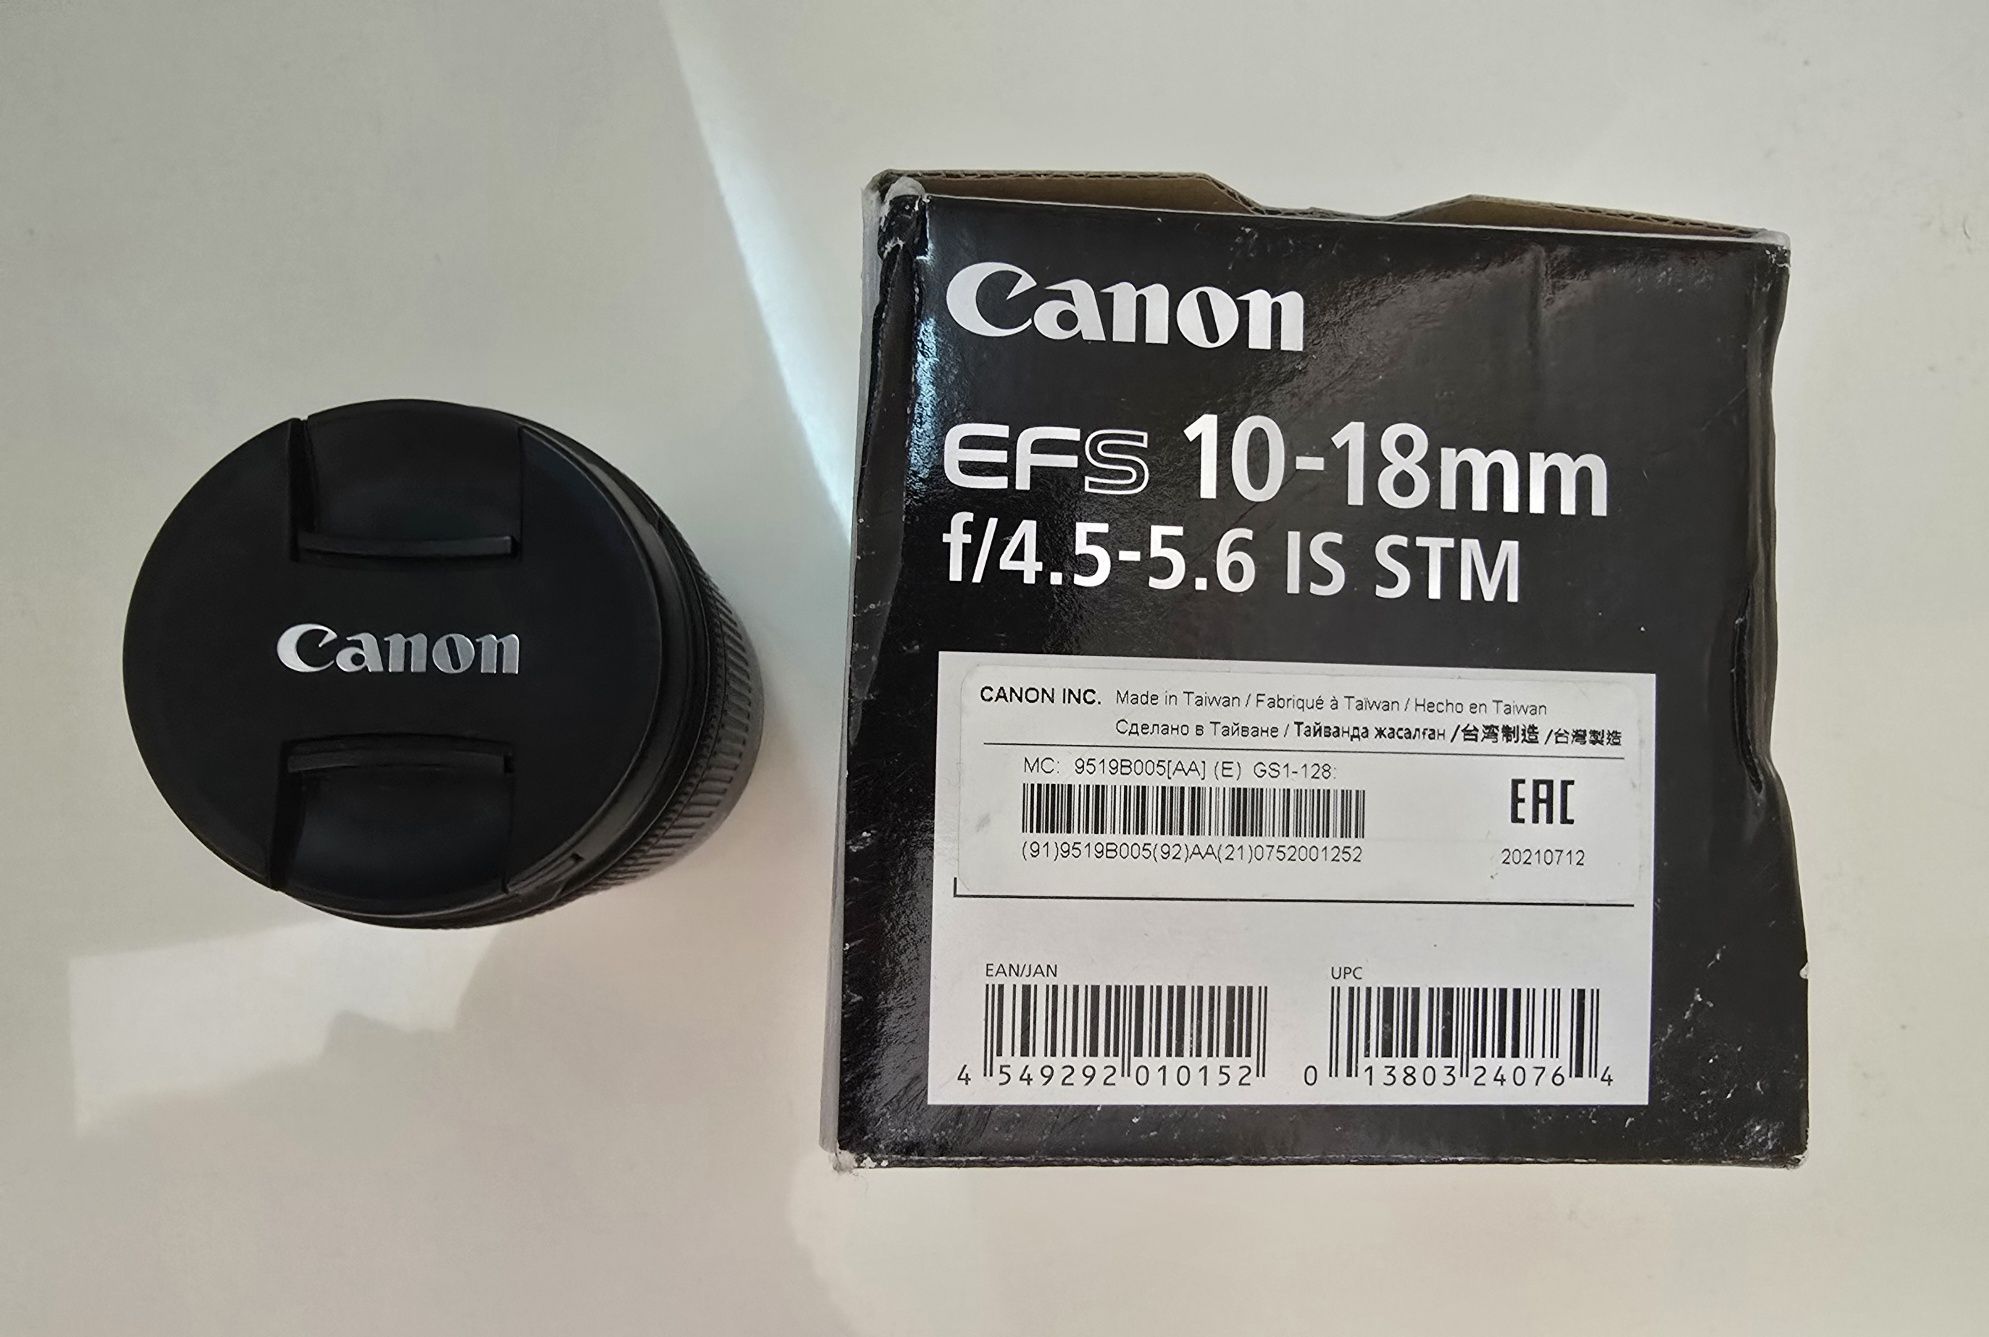 Canon
Canon
EFS 10-18mm
f/4.5-5.6 IS STM
CANON INC. Made in Taiwan / Fabriqué à Taïwan / Hecho en Taiwan
Сделано в Тайване / Тайванда жасалған /台湾制造 /台灣製造
MC: 9519B005[AA] (E) GS1-128:
EAC
(91)9519B005(92)AA(21)0752001252
20210712
EAN/JAN
4 549292 010152
UPC
0 13803 24076 4